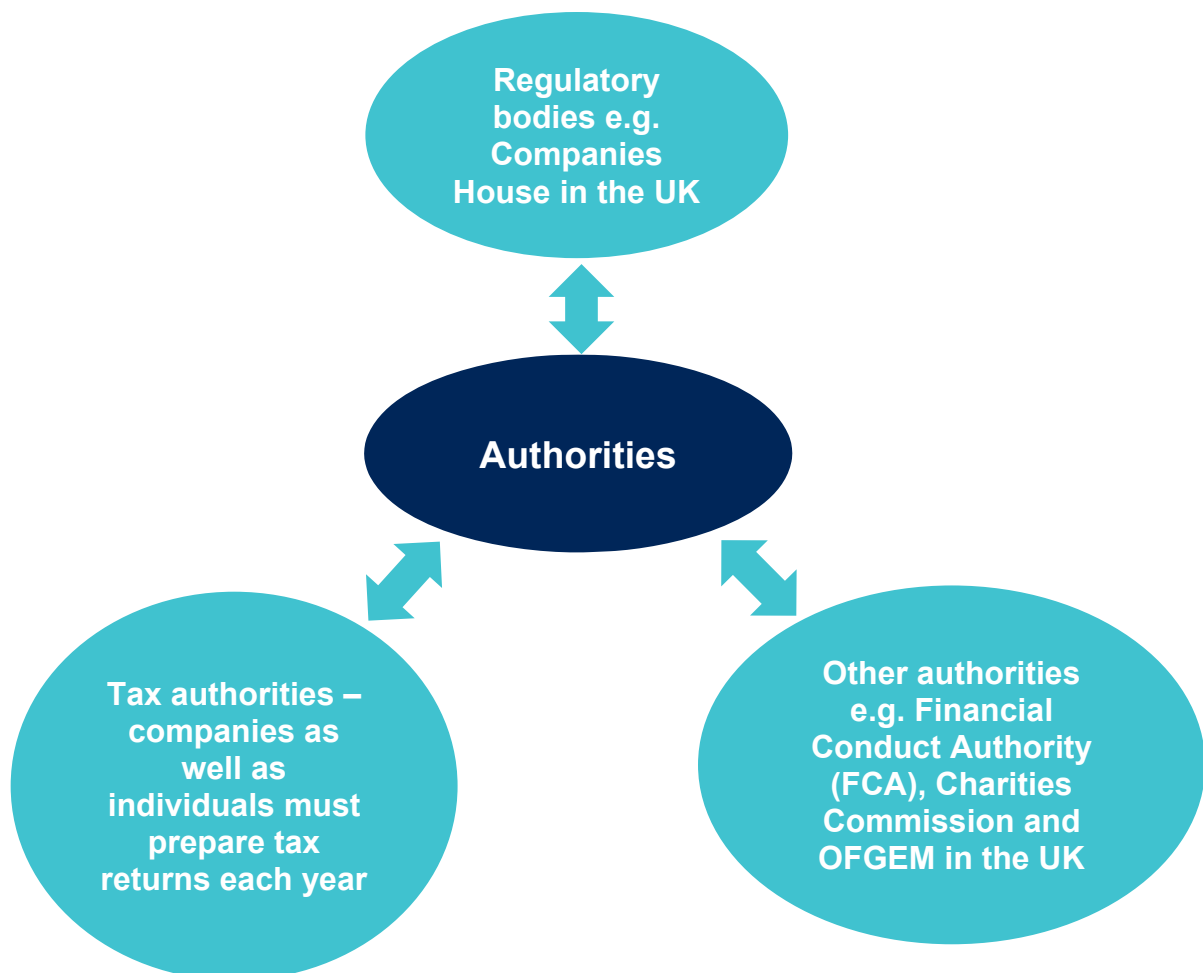 Regulatory
bodies e.g.
Companies
House in the UK
Authorities
Tax authorities –
companies as
well as
individuals must
prepare tax
returns each year
Other authorities
e.g. Financial
Conduct Authority
(FCA), Charities
Commission and
OFGEM in the UK